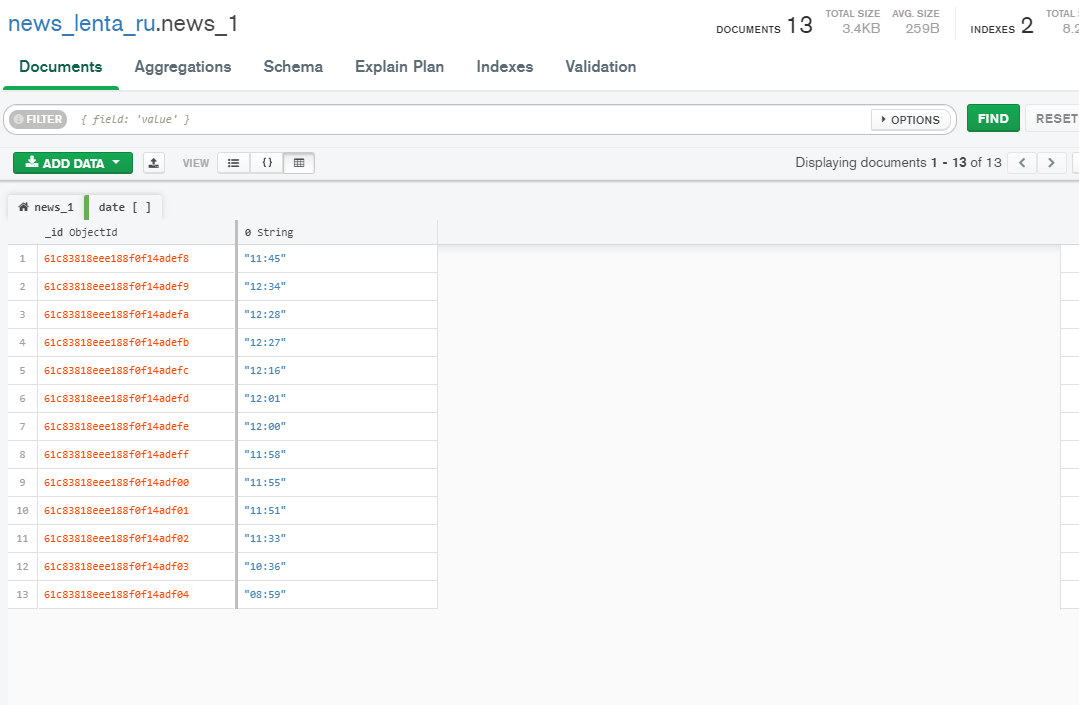 news_lenta_ru.news_1
DOCUMENTS 13 TOTAL SIZE 3.4KB AVG. SIZE 259B INDEXES 2 TOTAL
Documents Aggregations Schema Explain Plan Indexes Validation
FILTER { field: 'value' } OPTIONS FIND RESET
ADD DATA VIEW {} Displaying documents 1 - 13 of 13
news_1 date [ ]
_id ObjectId 0 String
1 61c83818eee188f0f14adef8 "11:45"
2 61c83818eee188f0f14adef9 "12:34"
3 61c83818eee188f0f14adefa "12:28"
4 61c83818eee188f0f14adefb "12:27"
5 61c83818eee188f0f14adefc "12:16"
6 61c83818eee188f0f14adefd "12:01"
7 61c83818eee188f0f14adefe "12:00"
8 61c83818eee188f0f14adeff "11:58"
9 61c83818eee188f0f14adf00 "11:55"
10 61c83818eee188f0f14adf01 "11:51"
11 61c83818eee188f0f14adf02 "11:33"
12 61c83818eee188f0f14adf03 "10:36"
13 61c83818eee188f0f14adf04 "08:59"